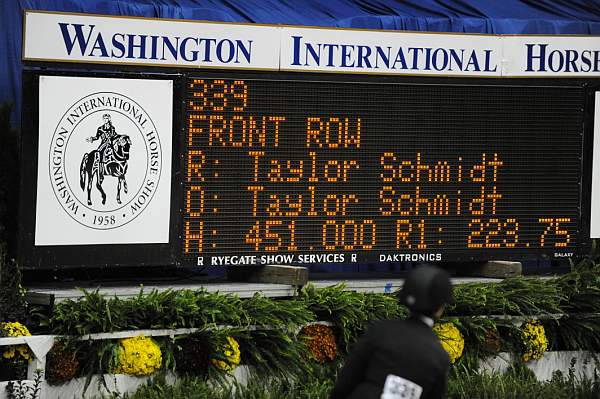 WASHINGTON INTERNATIONAL HORSE
WASHINGTON INTERNATIONAL HORSE SHOW
• 1958 •
339
FRONT ROW
R: Taylor Schmidt
O: Taylor Schmidt
H: 451.000 R1: 223.75
R RYEGATE SHOW SERVICES R DAKTRONICS GALAXY